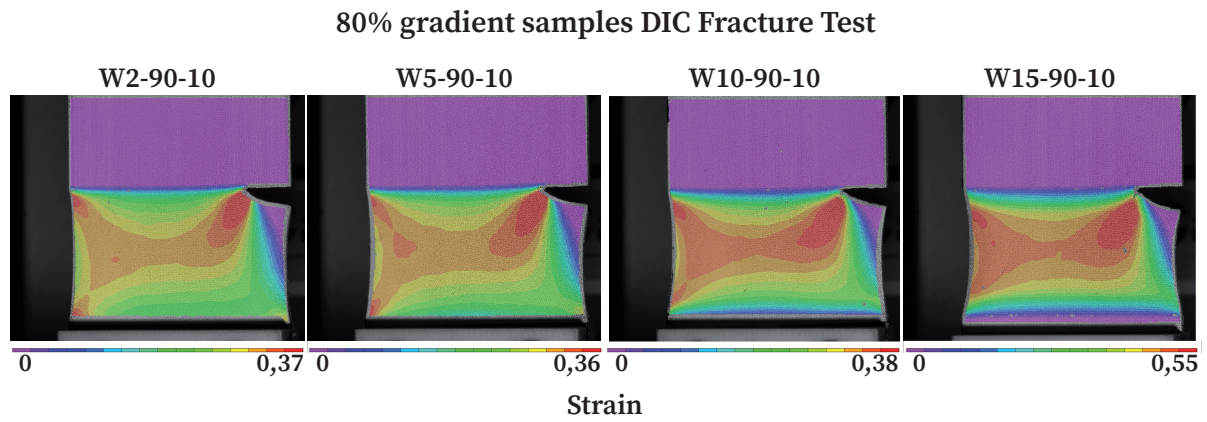 80% gradient samples DIC Fracture Test
W2-90-10 W5-90-10 W10-90-10 W15-90-10
0 0,37 0 0,36 0 0,38 0 0,55
Strain